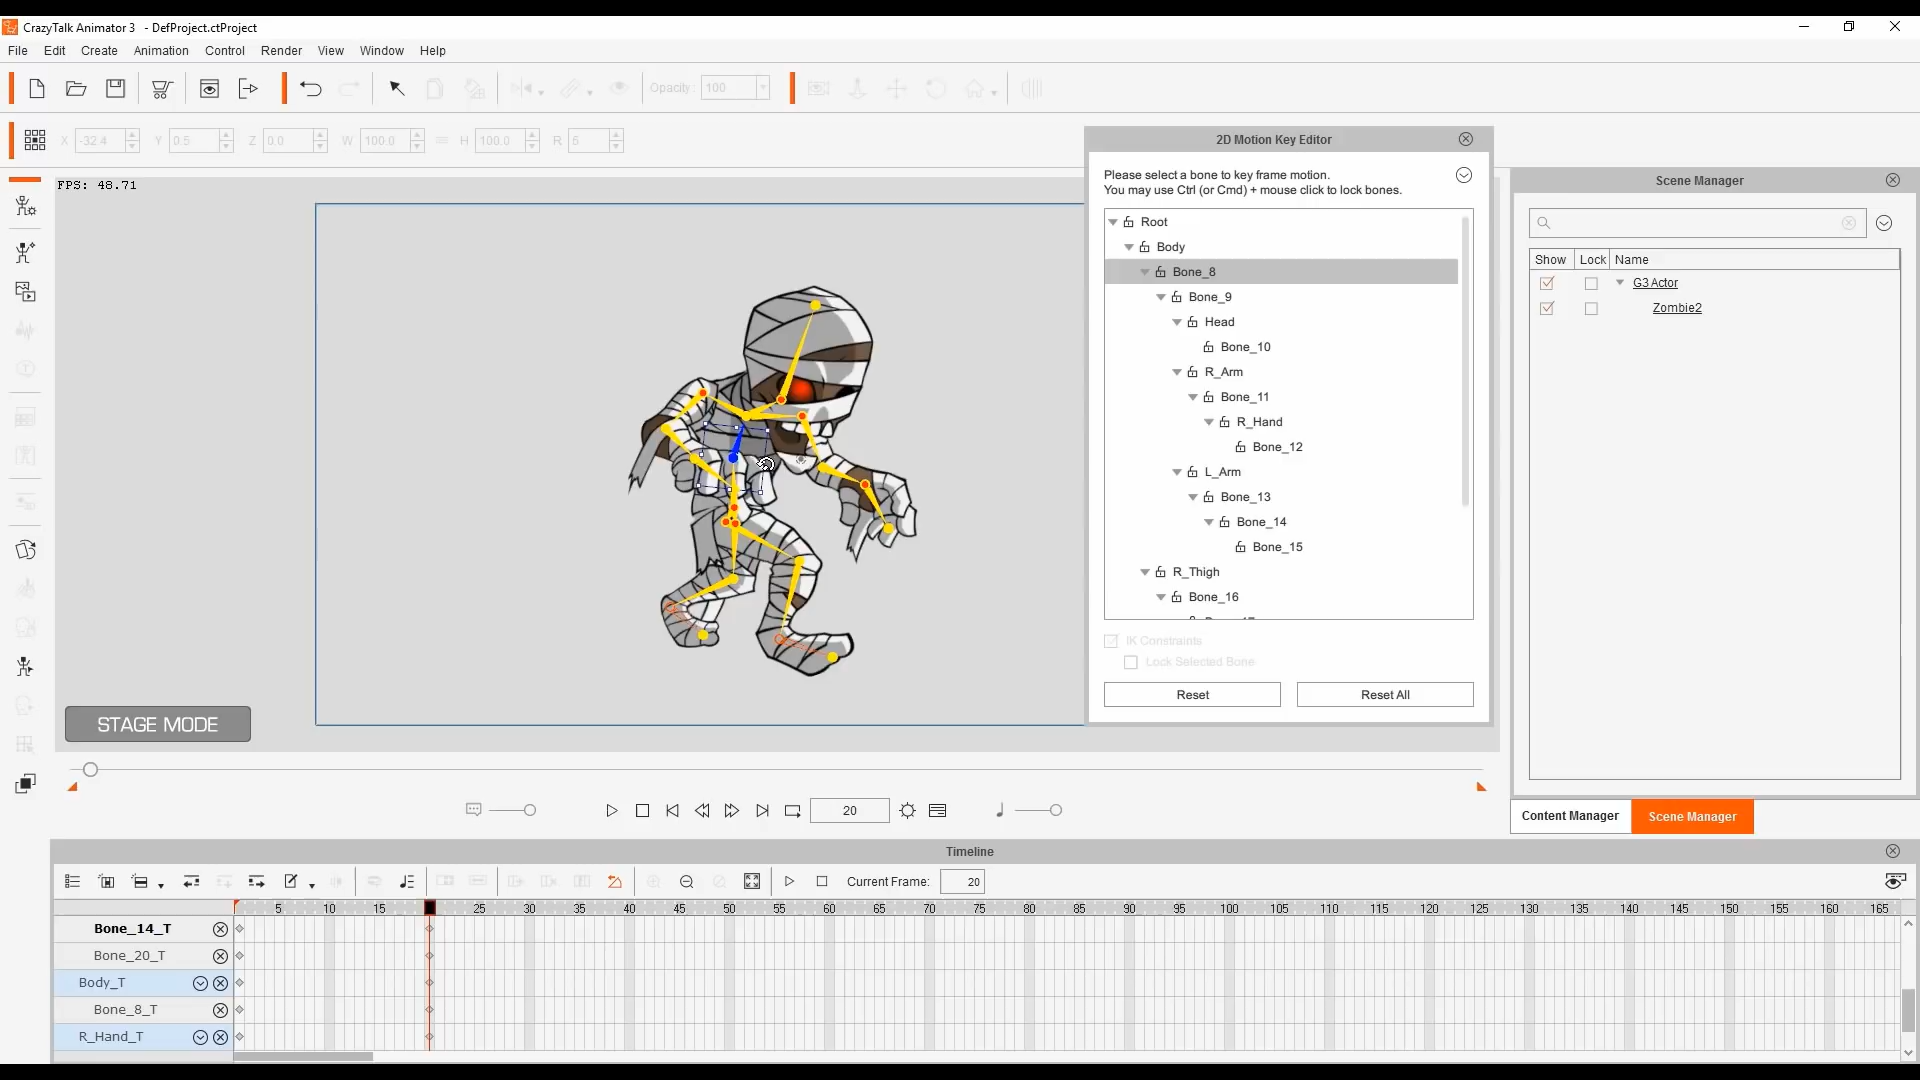 CrazyTalk Animator 3 - DefProject.ctProject
File Edit Create Animation Control Render View Window Help
Opacity: 100
X -32.4 Y 0.5 Z 0.0 W 100.0 H 100.0 R 5
FPS: 48.71
STAGE MODE
2D Motion Key Editor
Please select a bone to key frame motion.
You may use Ctrl (or Cmd) + mouse click to lock bones.
Root
Body
Bone_8
Bone_9
Head
Bone_10
R_Arm
Bone_11
R_Hand
Bone_12
L_Arm
Bone_13
Bone_14
Bone_15
R_Thigh
Bone_16
IK Constraints
Lock Selected Bone
Reset Reset All
Scene Manager
Show Lock Name
G3 Actor
Zombie2
Content Manager Scene Manager
20
Timeline
Current Frame: 20
5 10 15 25 30 35 40 45 50 55 60 65 70 75 80 85 90 95 100 105 110 115 120 125 130 135 140 145 150 155 160 165
Bone_14_T
Bone_20_T
Body_T
Bone_8_T
R_Hand_T